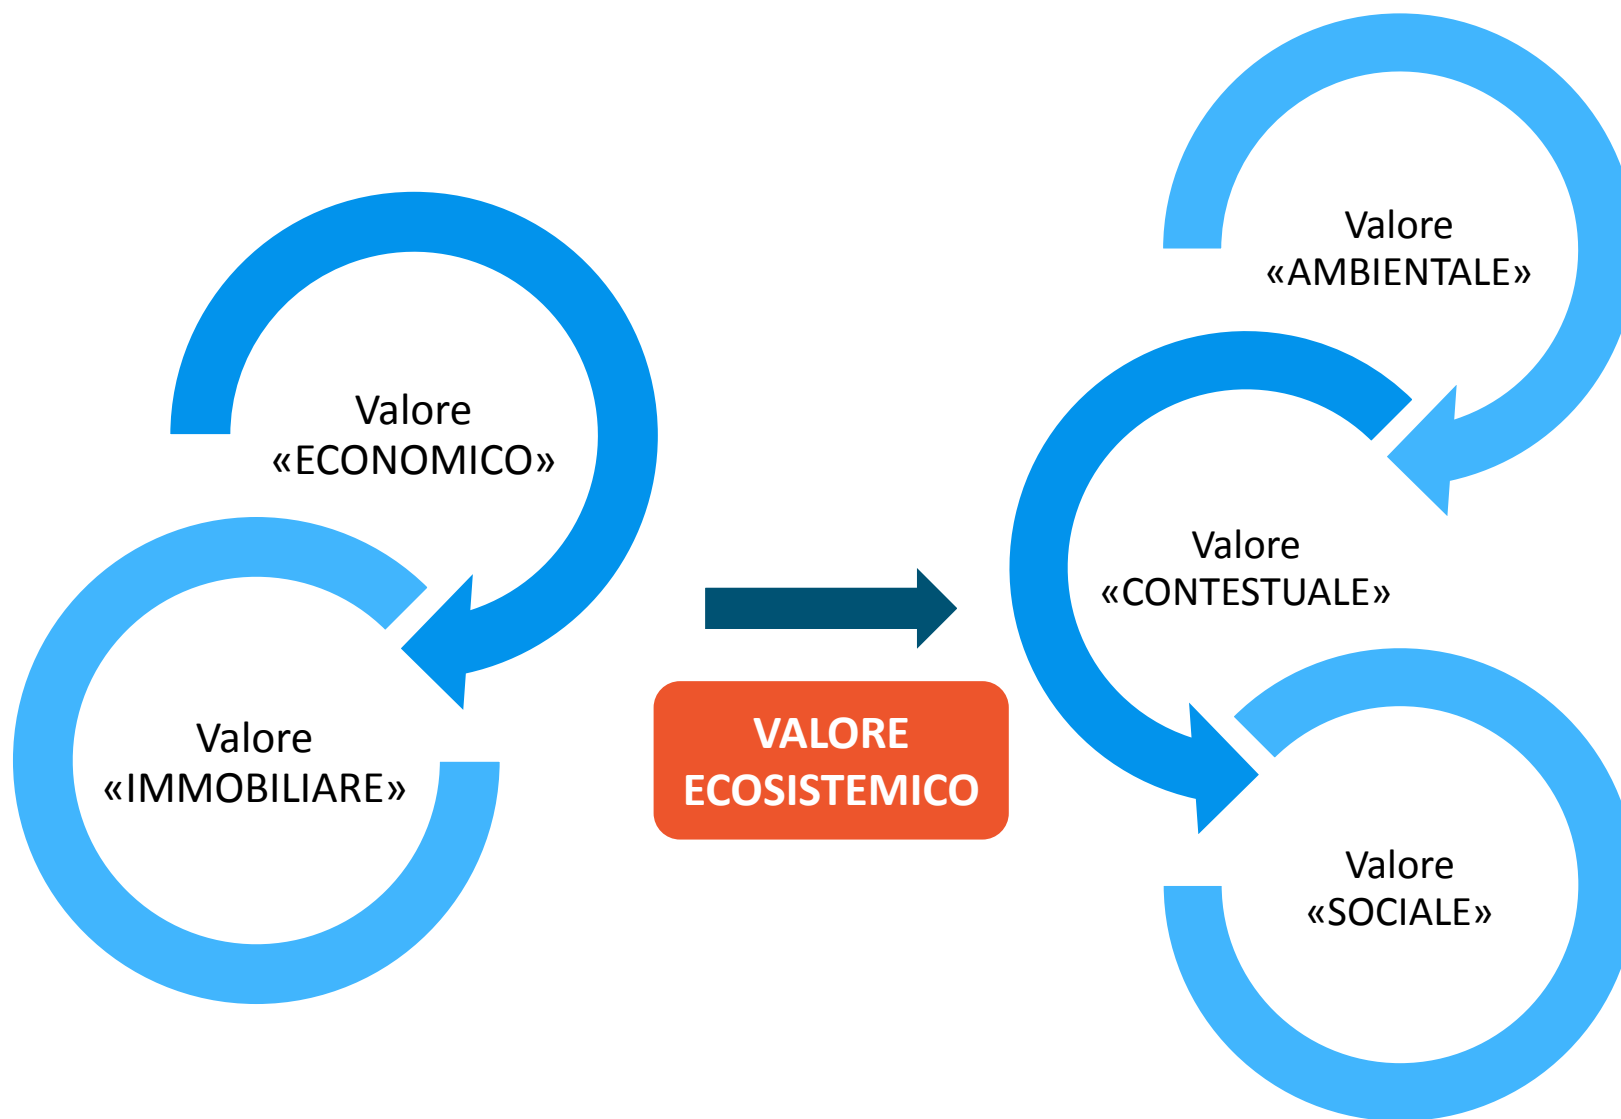 Valore
«ECONOMICO»
Valore
«IMMOBILIARE»
VALORE
ECOSISTEMICO
Valore
«AMBIENTALE»
Valore
«CONTESTUALE»
Valore
«SOCIALE»